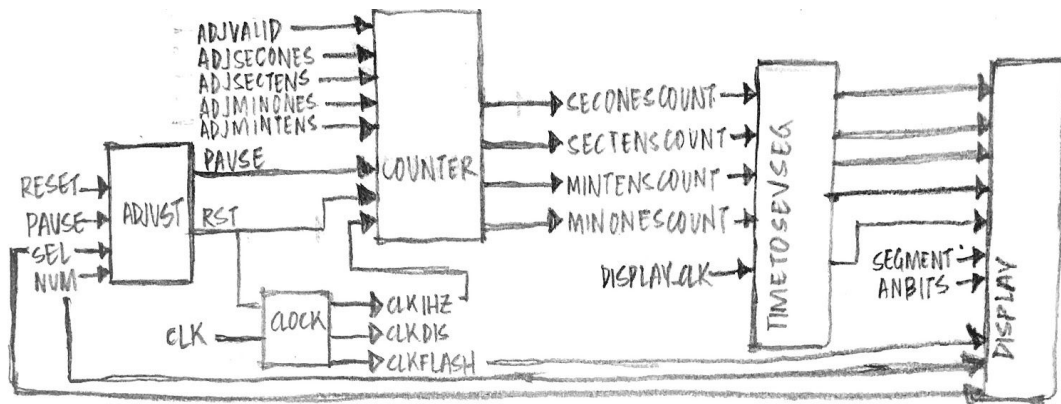 ADJVALID
ADJSECONES
ADJSECTENS
ADJMINONES
ADJMINTENS
PAUSE
RST
COUNTER
RESET
PAUSE
SEL
NUM
ADJUST
CLK
CLOCK
CLK1HZ
CLKDIS
CLKFLASH
SECONESCOUNT
SECTENSCOUNT
MINTENSCOUNT
MINONESCOUNT
DISPLAY_CLK
TIMETOSEVSEG
SEGMENT
ANBITS
DISPLAY